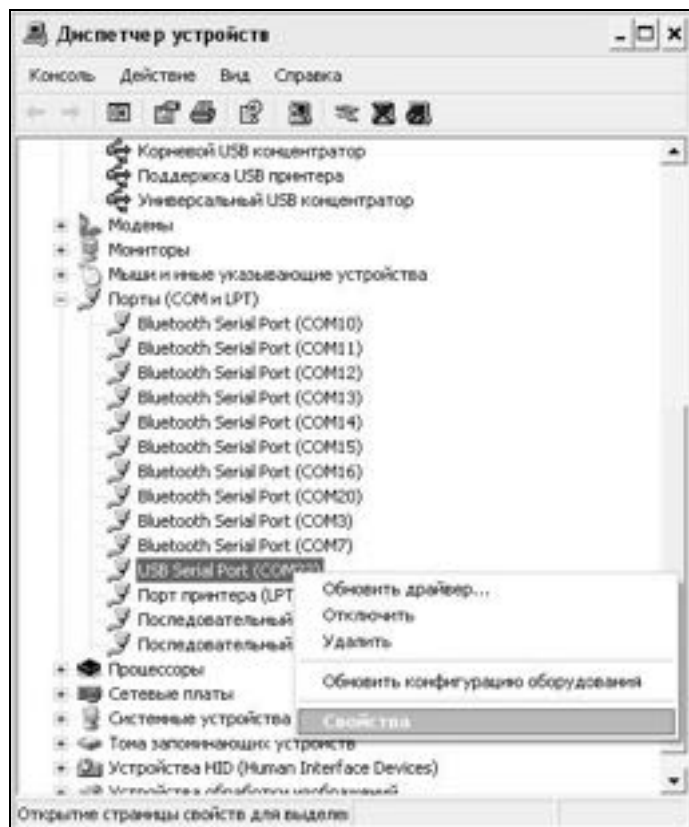 Диспетчер устройств
Консоль Действие Вид Справка
Корневой USB концентратор
Поддержка USB принтера
Универсальный USB концентратор
Модемы
Мониторы
Мыши и иные указывающие устройства
Порты (COM и LPT)
Bluetooth Serial Port (COM10)
Bluetooth Serial Port (COM11)
Bluetooth Serial Port (COM12)
Bluetooth Serial Port (COM13)
Bluetooth Serial Port (COM14)
Bluetooth Serial Port (COM15)
Bluetooth Serial Port (COM16)
Bluetooth Serial Port (COM20)
Bluetooth Serial Port (COM3)
Bluetooth Serial Port (COM7)
USB Serial Port
Порт принтера (LPT
Последовательный
Последовательный
Процессоры
Сетевые платы
Системные устройства
Тома запоминающих устройств
Устройства HID (Human Interface Devices)
Устройства обработки изображений
Обновить драйвер...
Отключить
Удалить
Обновить конфигурацию оборудования
Свойства
Открытие страницы свойств для выделен